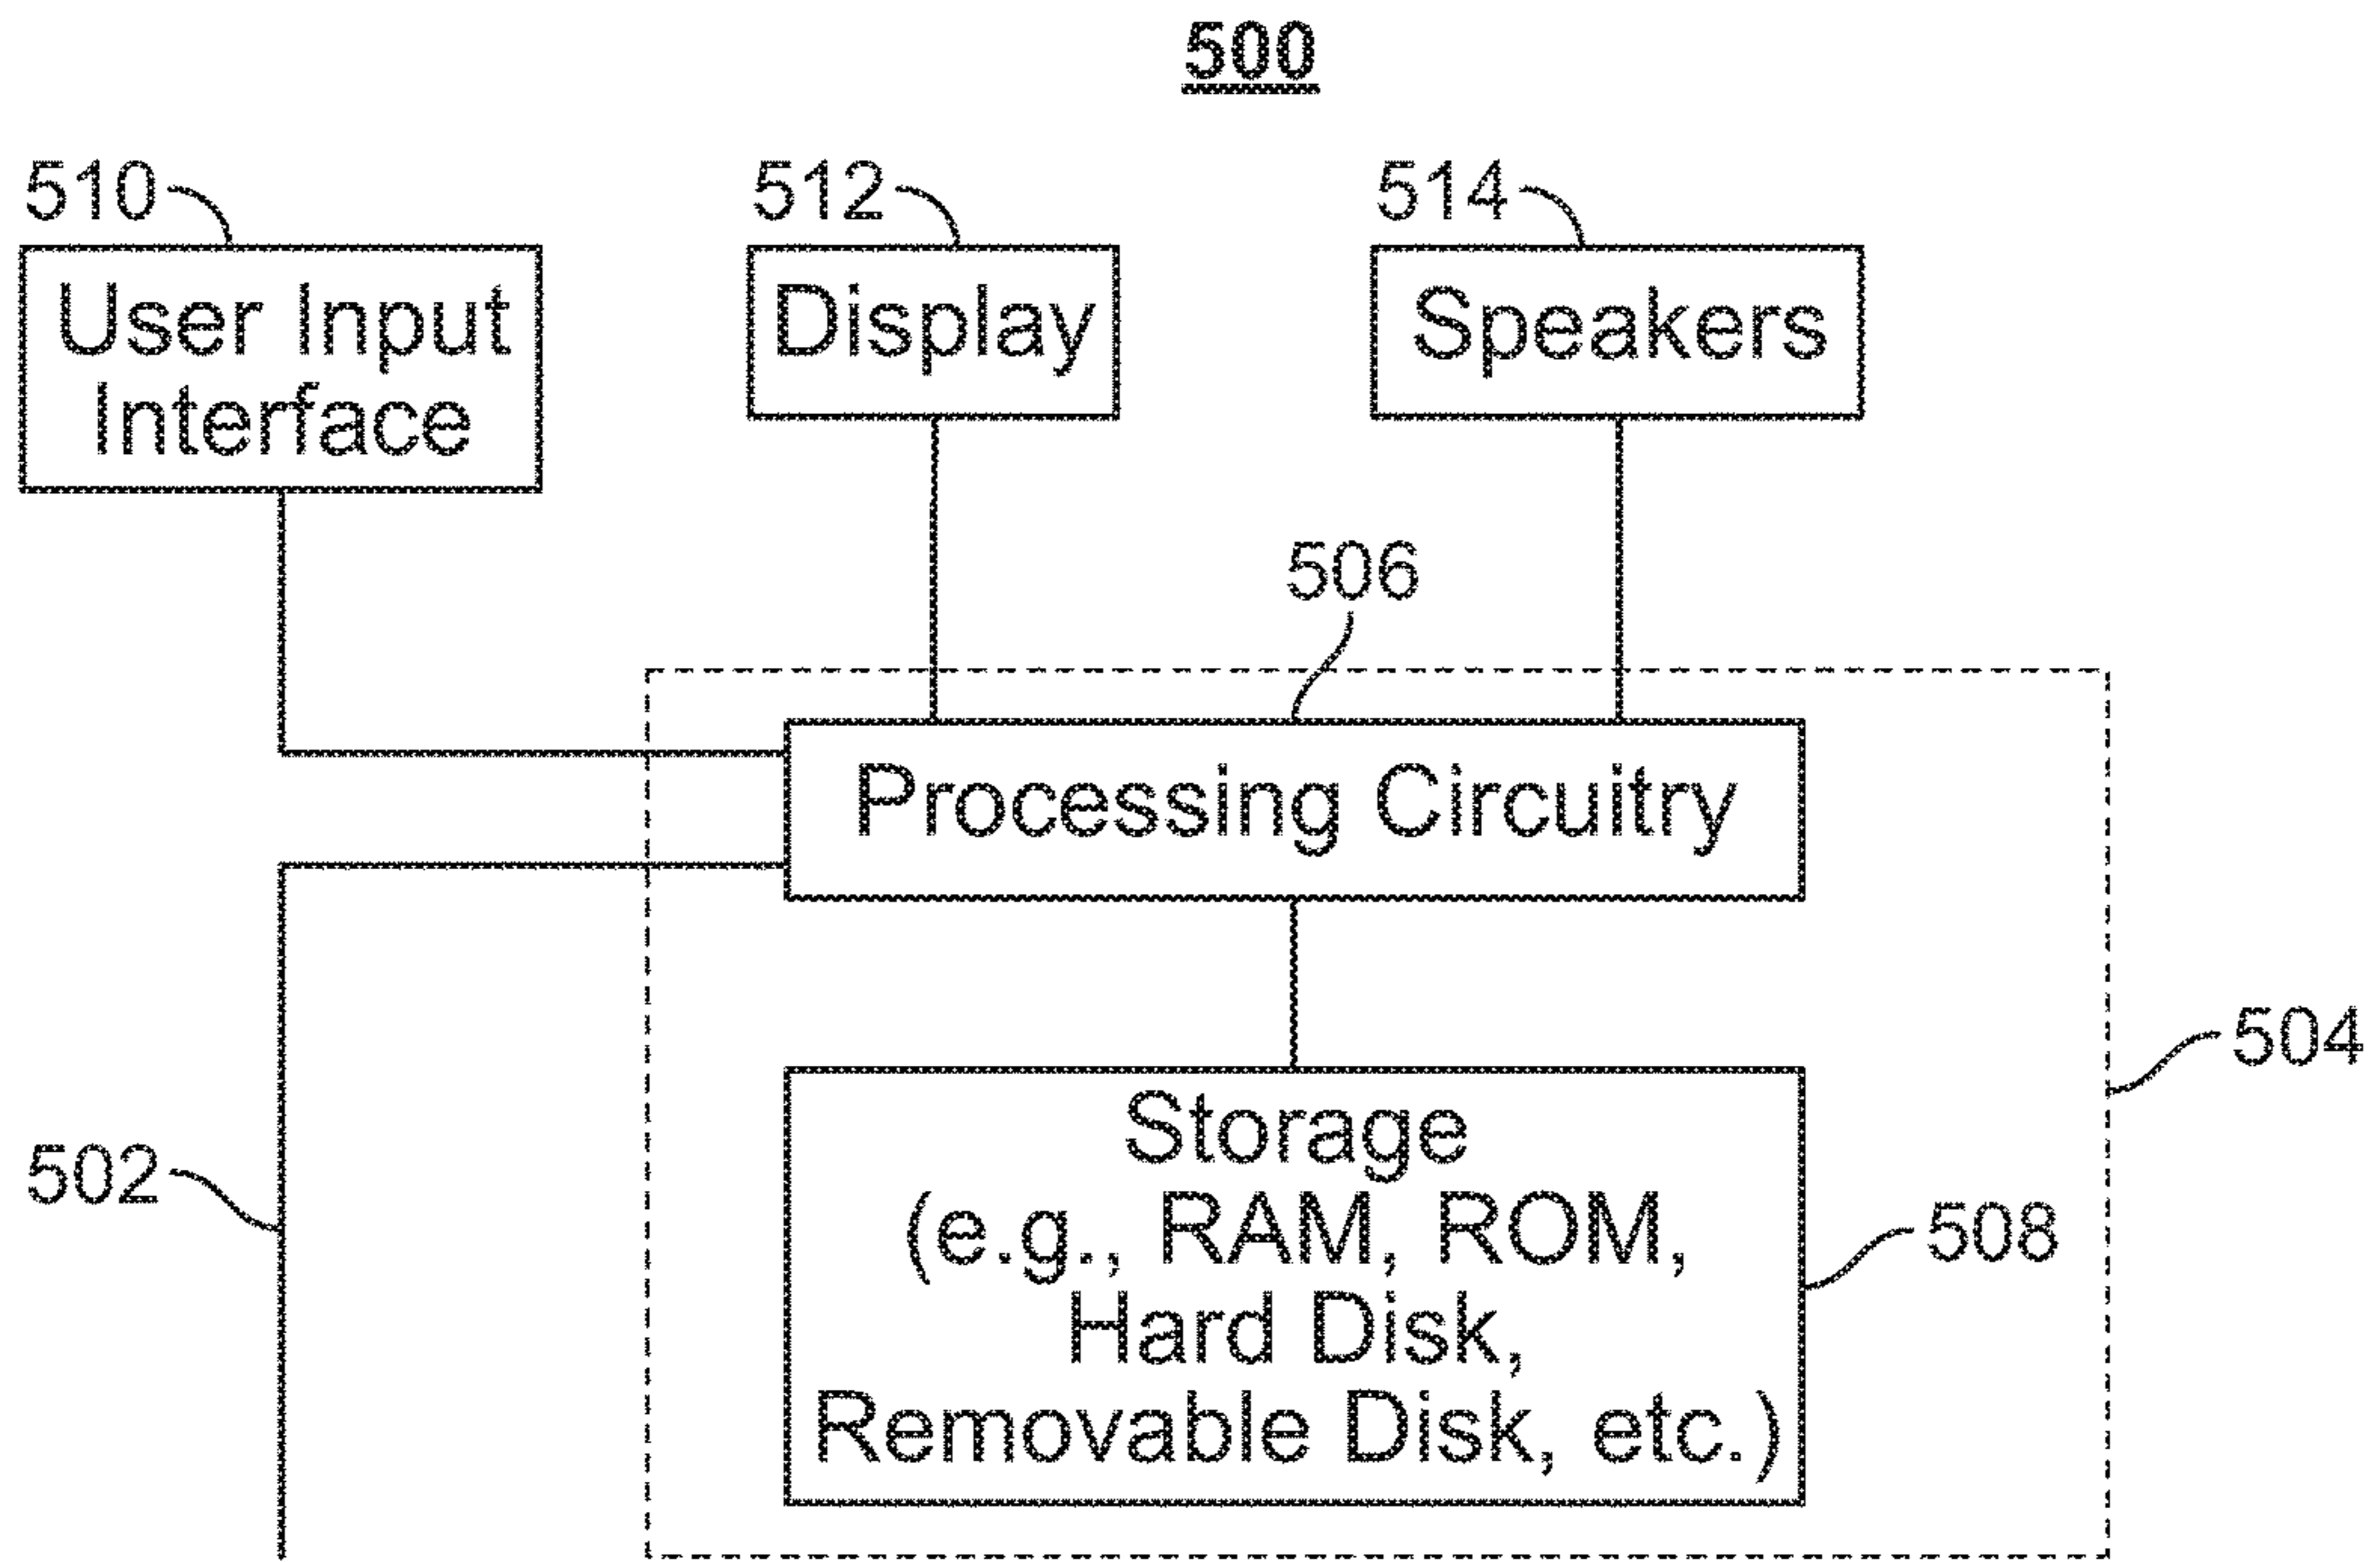 500
510
512
514
User Input
Interface
Display
Speakers
506
Processing Circuitry
504
502
Storage
(e.g., RAM, ROM,
Hard Disk,
Removable Disk, etc.)
508